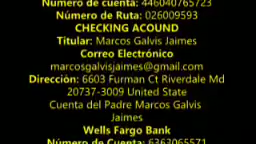 Número de cuenta: 446040765723
Número de Ruta: 026009593
CHECKING ACOUND
Titular: Marcos Galvis Jaimes
Correo Electrónico
marcosgalvisjaimes@gmail.com
Dirección: 6603 Furman Ct Riverdale Md
20737-3009 United State
Cuenta del Padre Marcos Galvis
Jaimes
Wells Fargo Bank
Número de Cuenta: 6363065571